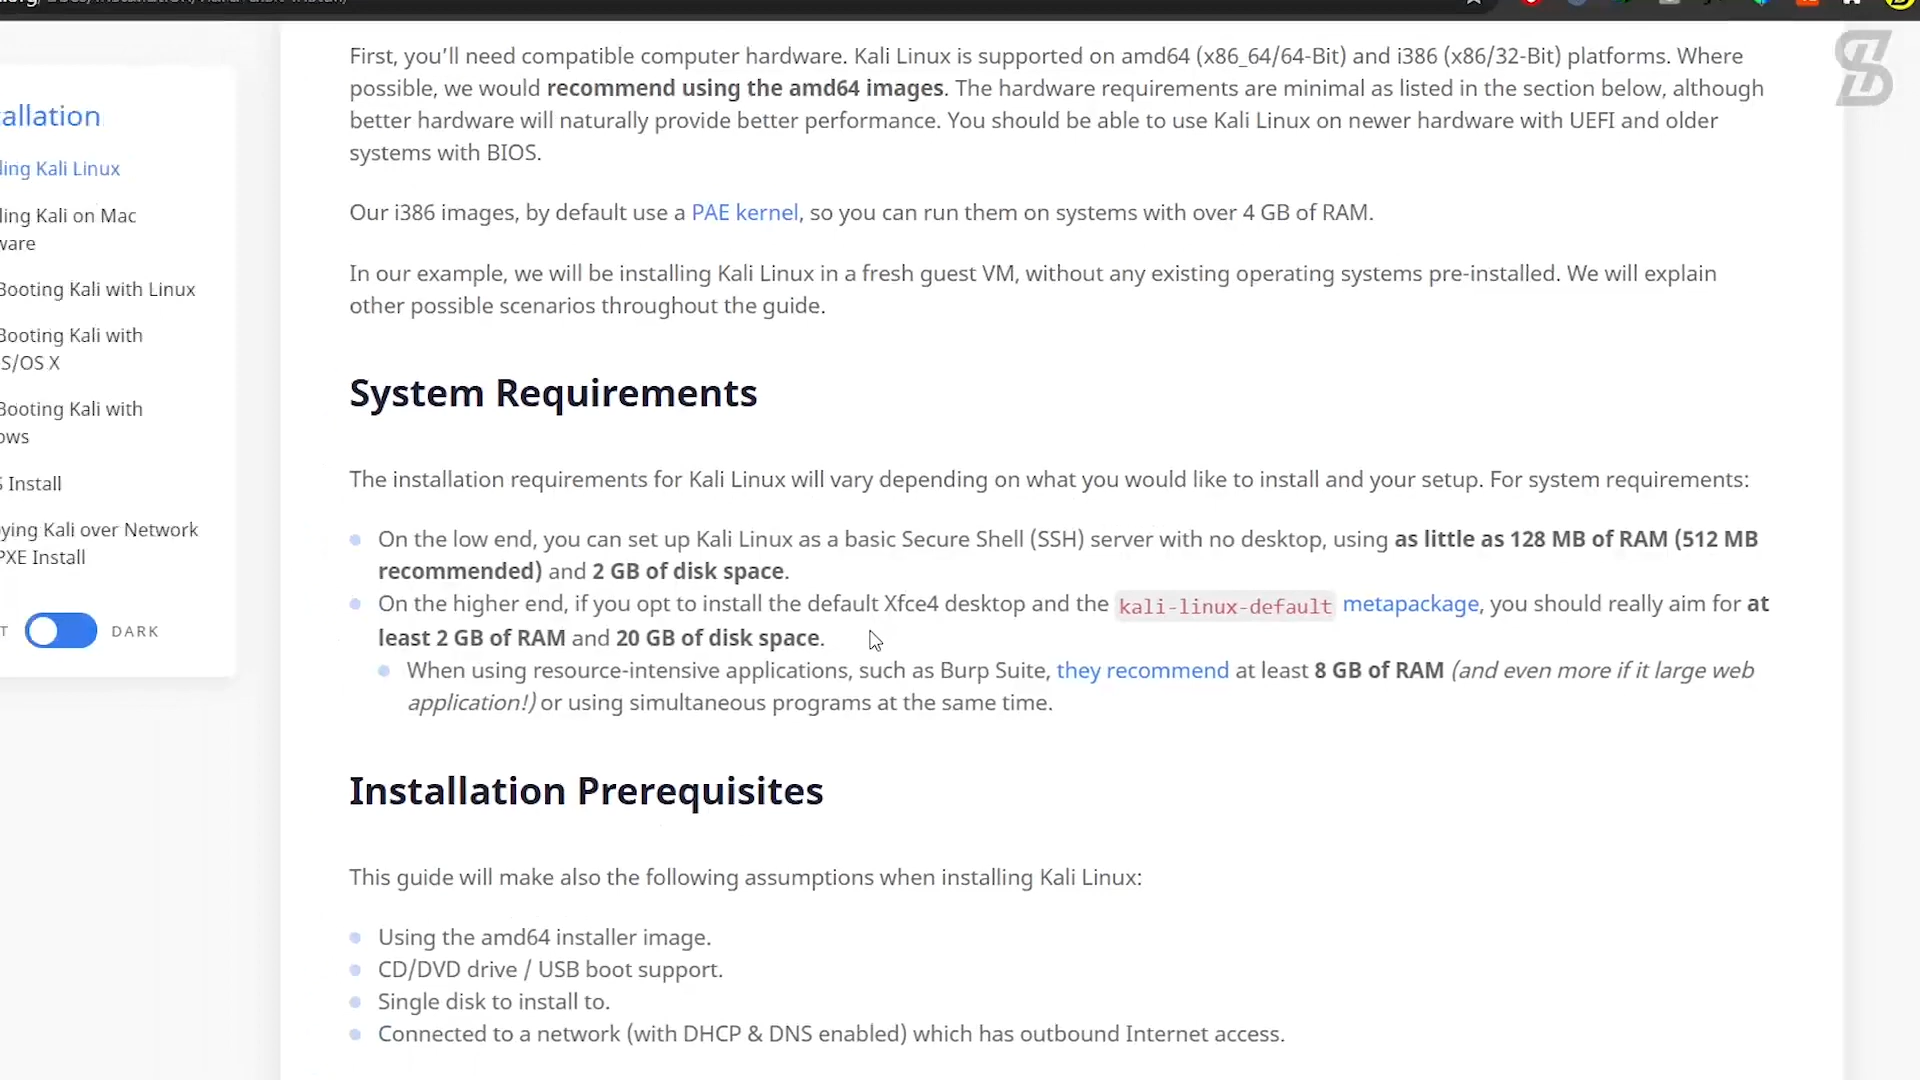 First, you’ll need compatible computer hardware. Kali Linux is supported on amd64 (x86_64/64-Bit) and i386 (x86/32-Bit) platforms. Where
possible, we would recommend using the amd64 images. The hardware requirements are minimal as listed in the section below, although
better hardware will naturally provide better performance. You should be able to use Kali Linux on newer hardware with UEFI and older
systems with BIOS.
Our i386 images, by default use a PAE kernel, so you can run them on systems with over 4 GB of RAM.
In our example, we will be installing Kali Linux in a fresh guest VM, without any existing operating systems pre-installed. We will explain
other possible scenarios throughout the guide.
System Requirements
The installation requirements for Kali Linux will vary depending on what you would like to install and your setup. For system requirements:
On the low end, you can set up Kali Linux as a basic Secure Shell (SSH) server with no desktop, using as little as 128 MB of RAM (512 MB
recommended) and 2 GB of disk space.
On the higher end, if you opt to install the default Xfce4 desktop and the kali-linux-default metapackage, you should really aim for at
least 2 GB of RAM and 20 GB of disk space.
When using resource-intensive applications, such as Burp Suite, they recommend at least 8 GB of RAM (and even more if it large web
application!) or using simultaneous programs at the same time.
Installation Prerequisites
This guide will make also the following assumptions when installing Kali Linux:
Using the amd64 installer image.
CD/DVD drive / USB boot support.
Single disk to install to.
Connected to a network (with DHCP & DNS enabled) which has outbound Internet access.
allation
ling Kali Linux
ling Kali on Mac
ware
Booting Kali with Linux
Booting Kali with
S/OS X
Booting Kali with
ows
S Install
ying Kali over Network
PXE Install
T DARK